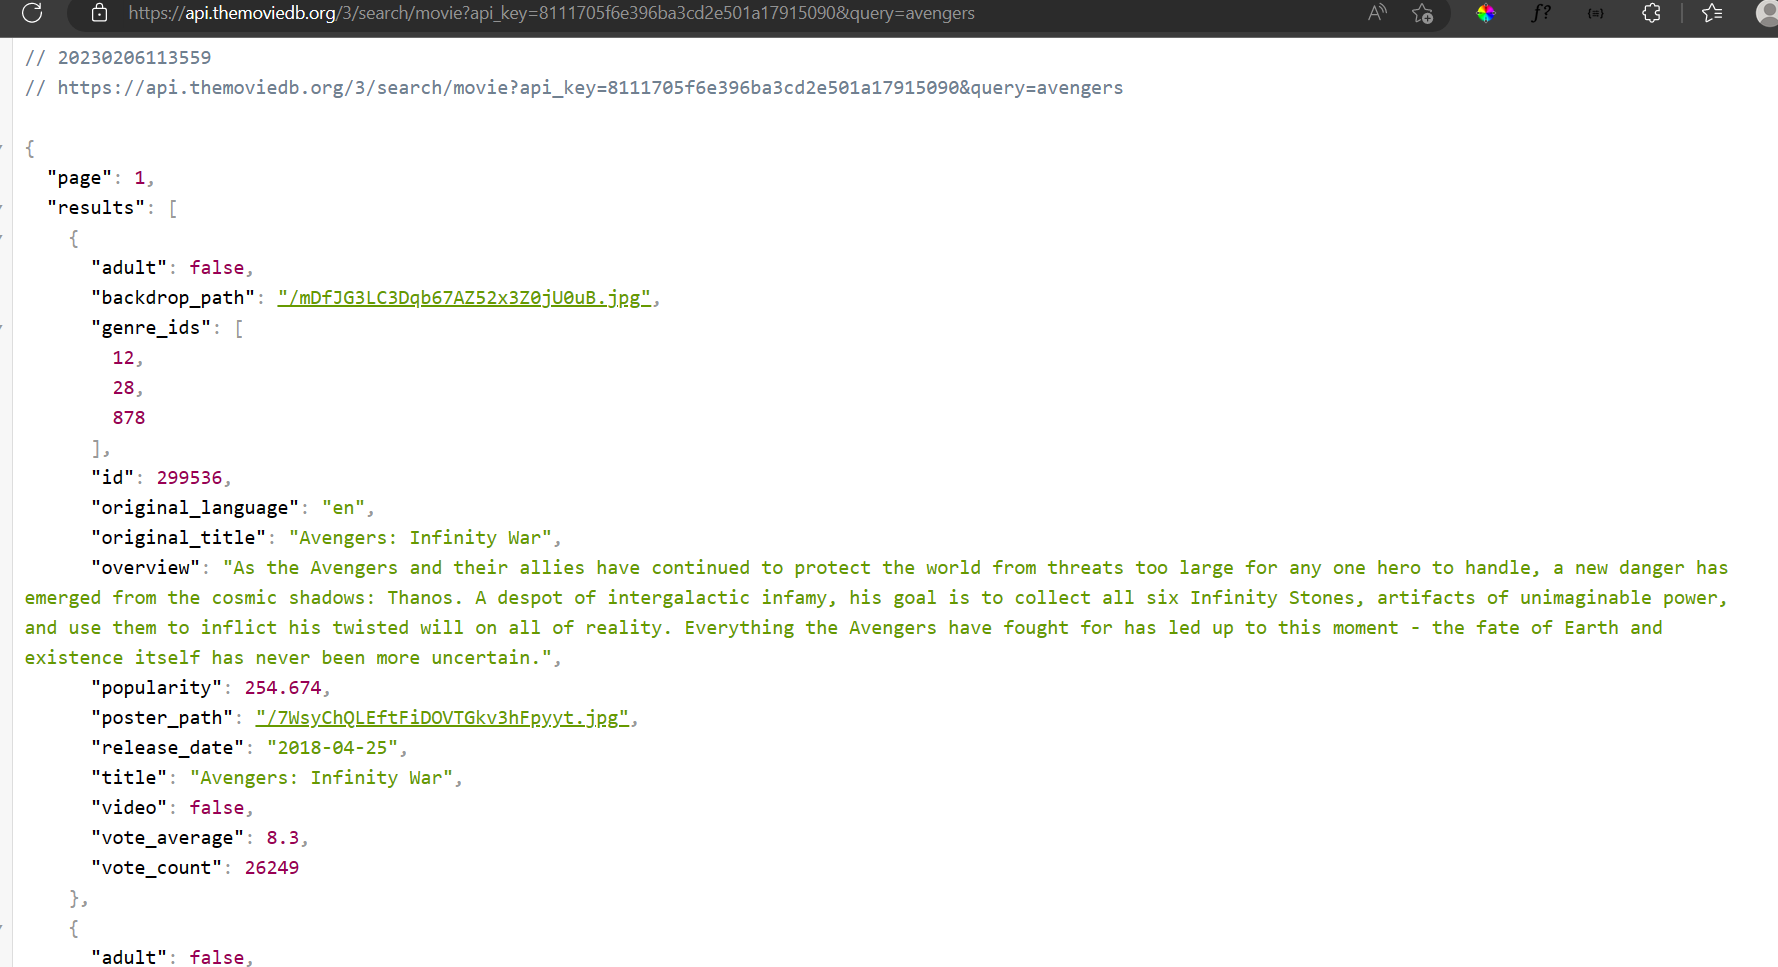 https://api.themoviedb.org/3/search/movie?api_key=8111705f6e396ba3cd2e501a17915090&query=avengers
// 20230206113559
// https://api.themoviedb.org/3/search/movie?api_key=8111705f6e396ba3cd2e501a17915090&query=avengers
{
"page": 1,
"results": [
{
"adult": false,
"backdrop_path": "/mDfJG3LC3Dqb67AZ52x3Z0jU0uB.jpg",
"genre_ids": [
12,
28,
878
],
"id": 299536,
"original_language": "en",
"original_title": "Avengers: Infinity War",
"overview": "As the Avengers and their allies have continued to protect the world from threats too large for any one hero to handle, a new danger has
emerged from the cosmic shadows: Thanos. A despot of intergalactic infamy, his goal is to collect all six Infinity Stones, artifacts of unimaginable power,
and use them to inflict his twisted will on all of reality. Everything the Avengers have fought for has led up to this moment - the fate of Earth and
existence itself has never been more uncertain.",
"popularity": 254.674,
"poster_path": "/7WsyChQLEftFiDOVTGkv3hFpyyt.jpg",
"release_date": "2018-04-25",
"title": "Avengers: Infinity War",
"video": false,
"vote_average": 8.3,
"vote_count": 26249
},
{
"adult": false,